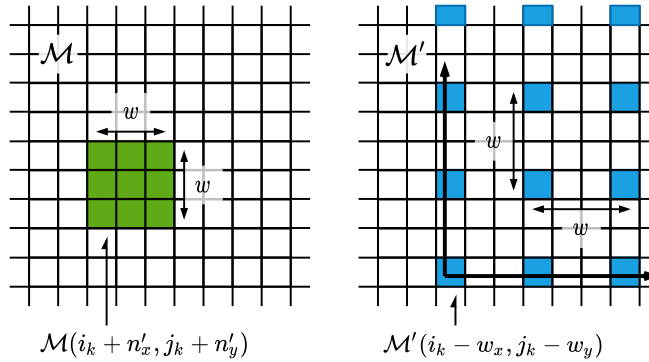 ℳ
w
w
ℳ(i_k + n'_x, j_k + n'_y)
ℳ'
w
w
ℳ'(i_k − w_x, j_k − w_y)